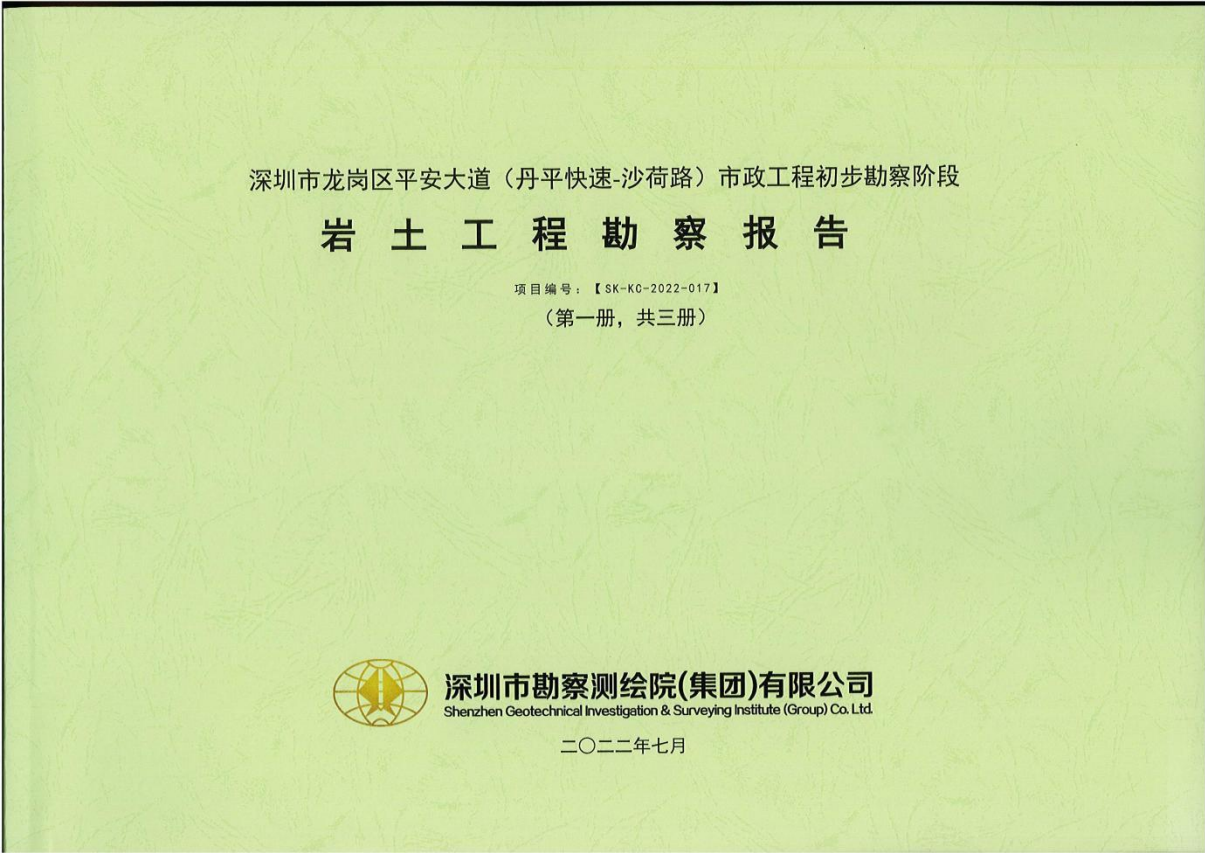 深圳市龙岗区平安大道（丹平快速-沙荷路）市政工程初步勘察阶段
岩土工程勘察报告
项目编号：【SK-KC-2022-017】
（第一册，共三册）
深圳市勘察测绘院(集团)有限公司
Shenzhen Geotechnical Investigation & Surveying Institute (Group) Co. Ltd.
二〇二二年七月